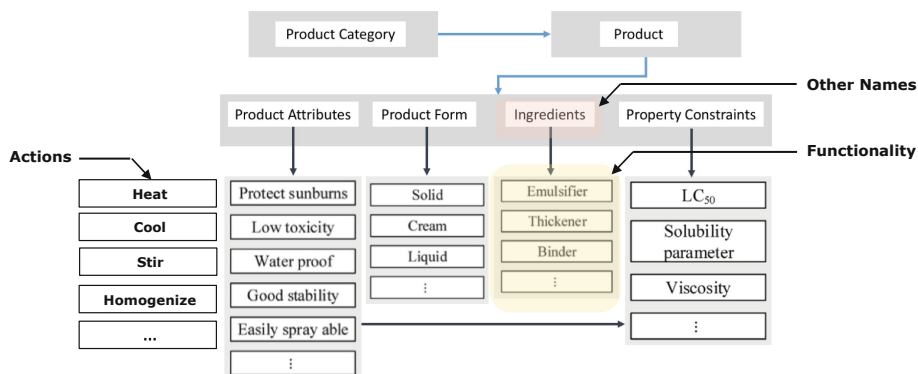 Product Category
Product
Other Names
Product Attributes
Product Form
Ingredients
Property Constraints
Functionality
Actions
Heat
Cool
Stir
Homogenize
...
Protect sunburns
Low toxicity
Water proof
Good stability
Easily spray able
⋮
Solid
Cream
Liquid
⋮
Emulsifier
Thickener
Binder
⋮
LC₅₀
Solubility
parameter
Viscosity
⋮